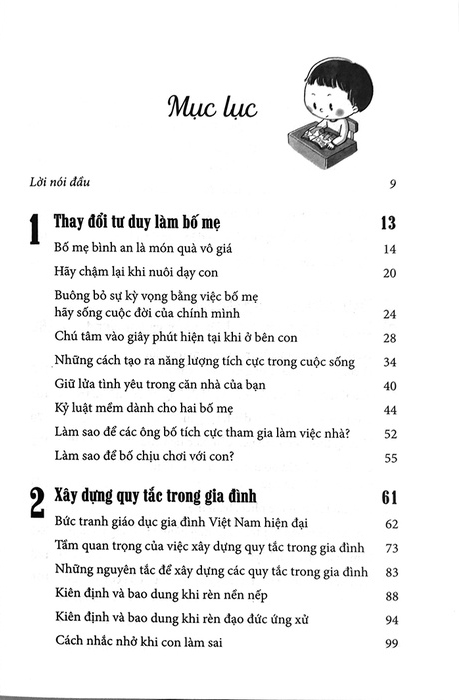 Mục lục
Lời nói đầu 9
1 Thay đổi tư duy làm bố mẹ 13
Bố mẹ bình an là món quà vô giá 14
Hãy chậm lại khi nuôi dạy con 20
Buông bỏ sự kỳ vọng bằng việc bố mẹ
hãy sống cuộc đời của chính mình 24
Chú tâm vào giây phút hiện tại khi ở bên con 28
Những cách tạo ra năng lượng tích cực trong cuộc sống 34
Giữ lửa tình yêu trong căn nhà của bạn 40
Kỷ luật mềm dành cho hai bố mẹ 44
Làm sao để các ông bố tích cực tham gia làm việc nhà? 52
Làm sao để bố chịu chơi với con? 55
2 Xây dựng quy tắc trong gia đình 61
Bức tranh giáo dục gia đình Việt Nam hiện đại 62
Tầm quan trọng của việc xây dựng quy tắc trong gia đình 73
Những nguyên tắc để xây dựng các quy tắc trong gia đình 83
Kiên định và bao dung khi rèn nền nếp 88
Kiên định và bao dung khi rèn đạo đức ứng xử 94
Cách nhắc nhở khi con làm sai 99